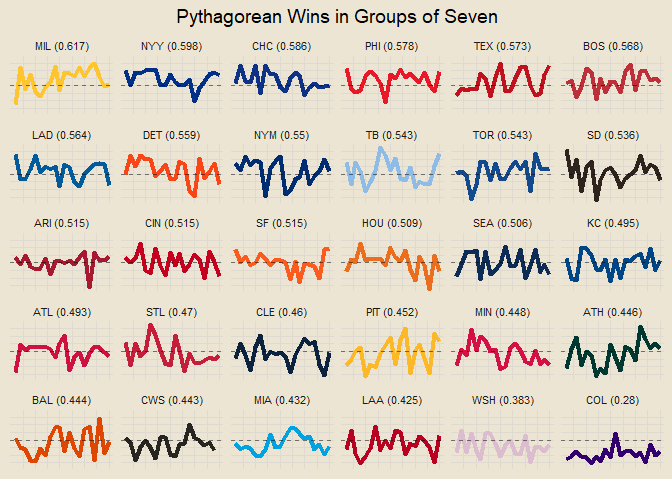 Pythagorean Wins in Groups of Seven
MIL (0.617) NYY (0.598) CHC (0.586) PHI (0.578) TEX (0.573) BOS (0.568)
LAD (0.564) DET (0.559) NYM (0.55) TB (0.543) TOR (0.543) SD (0.536)
ARI (0.515) CIN (0.515) SF (0.515) HOU (0.509) SEA (0.506) KC (0.495)
ATL (0.493) STL (0.47) CLE (0.46) PIT (0.452) MIN (0.448) ATH (0.446)
BAL (0.444) CWS (0.443) MIA (0.432) LAA (0.425) WSH (0.383) COL (0.28)